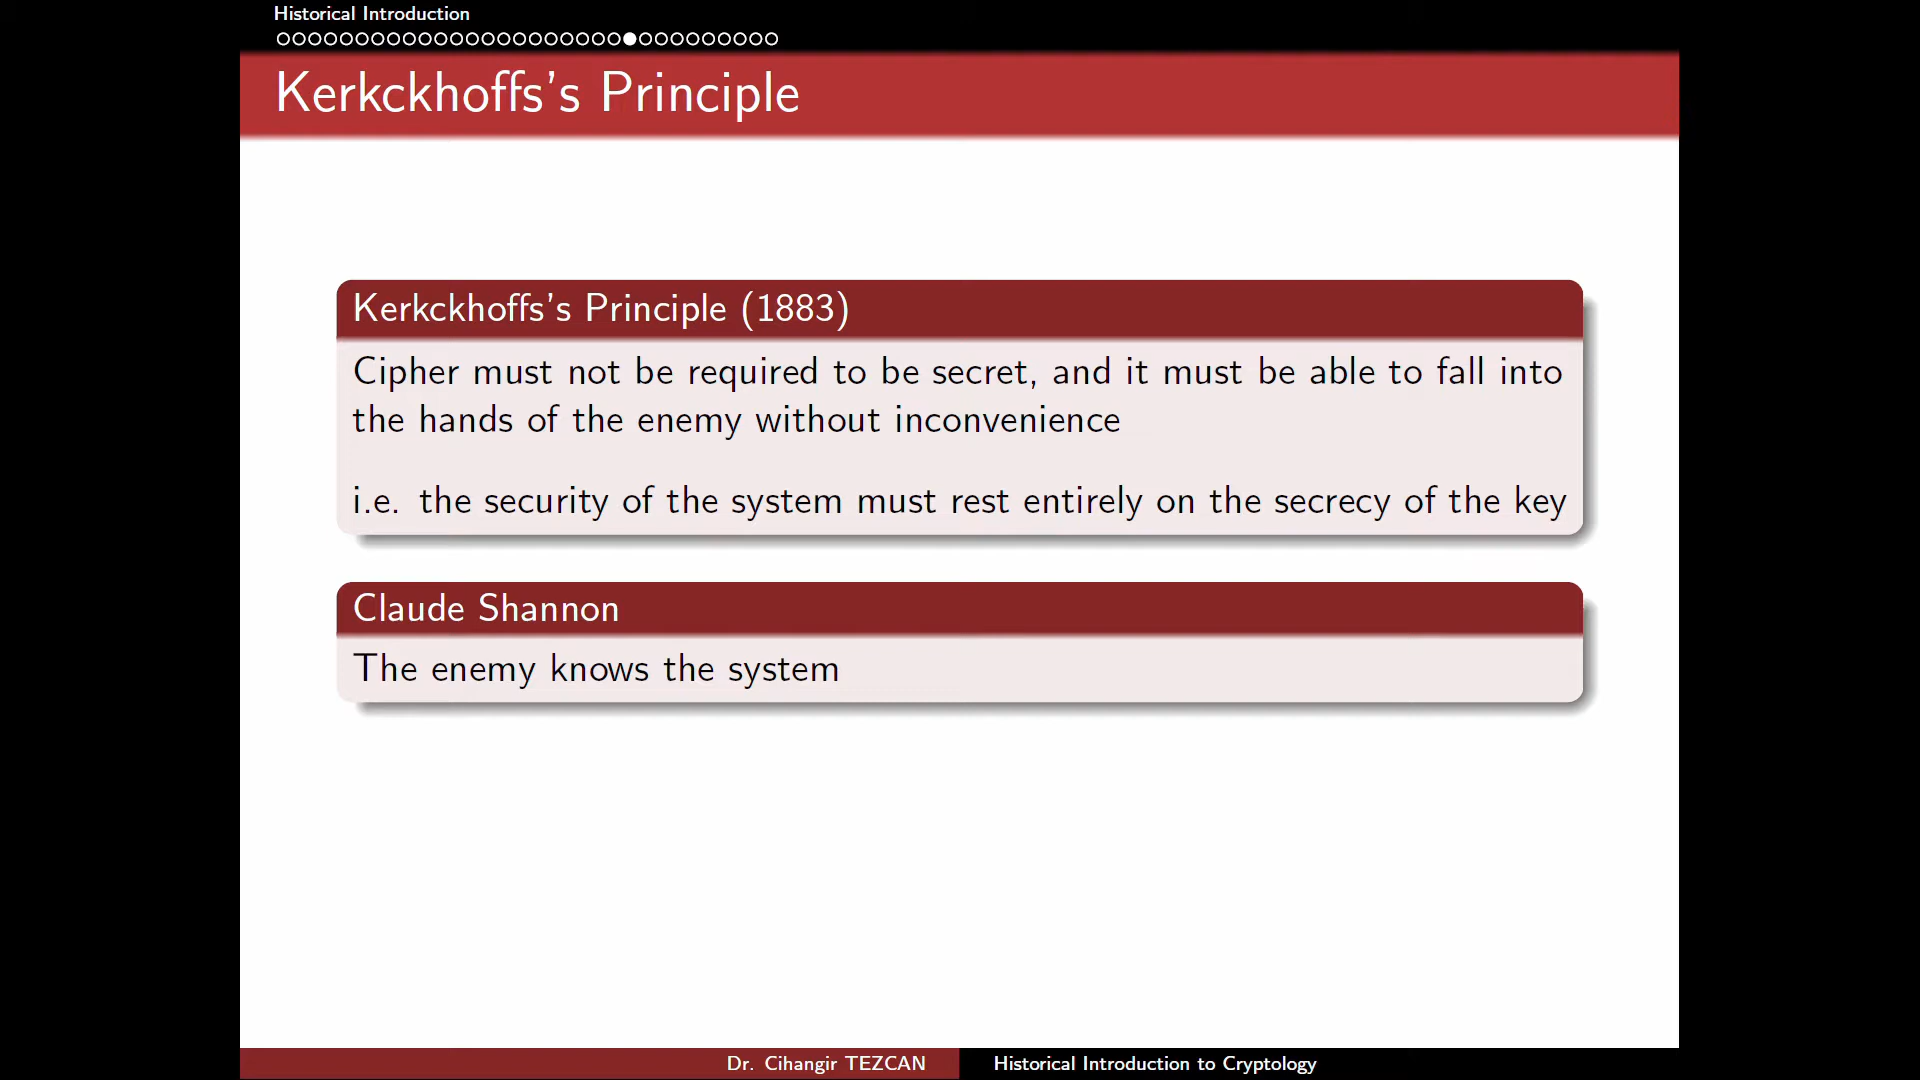 Historical Introduction
Kerkckhoffs's Principle
Kerkckhoffs's Principle (1883)
Cipher must not be required to be secret, and it must be able to fall into
the hands of the enemy without inconvenience
i.e. the security of the system must rest entirely on the secrecy of the key
Claude Shannon
The enemy knows the system
Dr. Cihangir TEZCAN
Historical Introduction to Cryptology